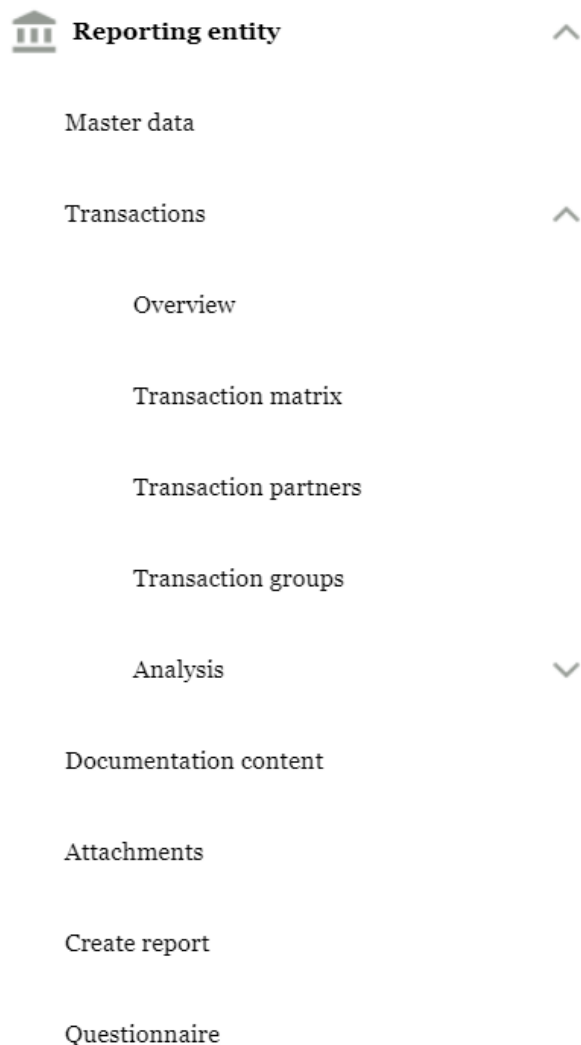 Reporting entity
Master data
Transactions
Overview
Transaction matrix
Transaction partners
Transaction groups
Analysis
Documentation content
Attachments
Create report
Questionnaire